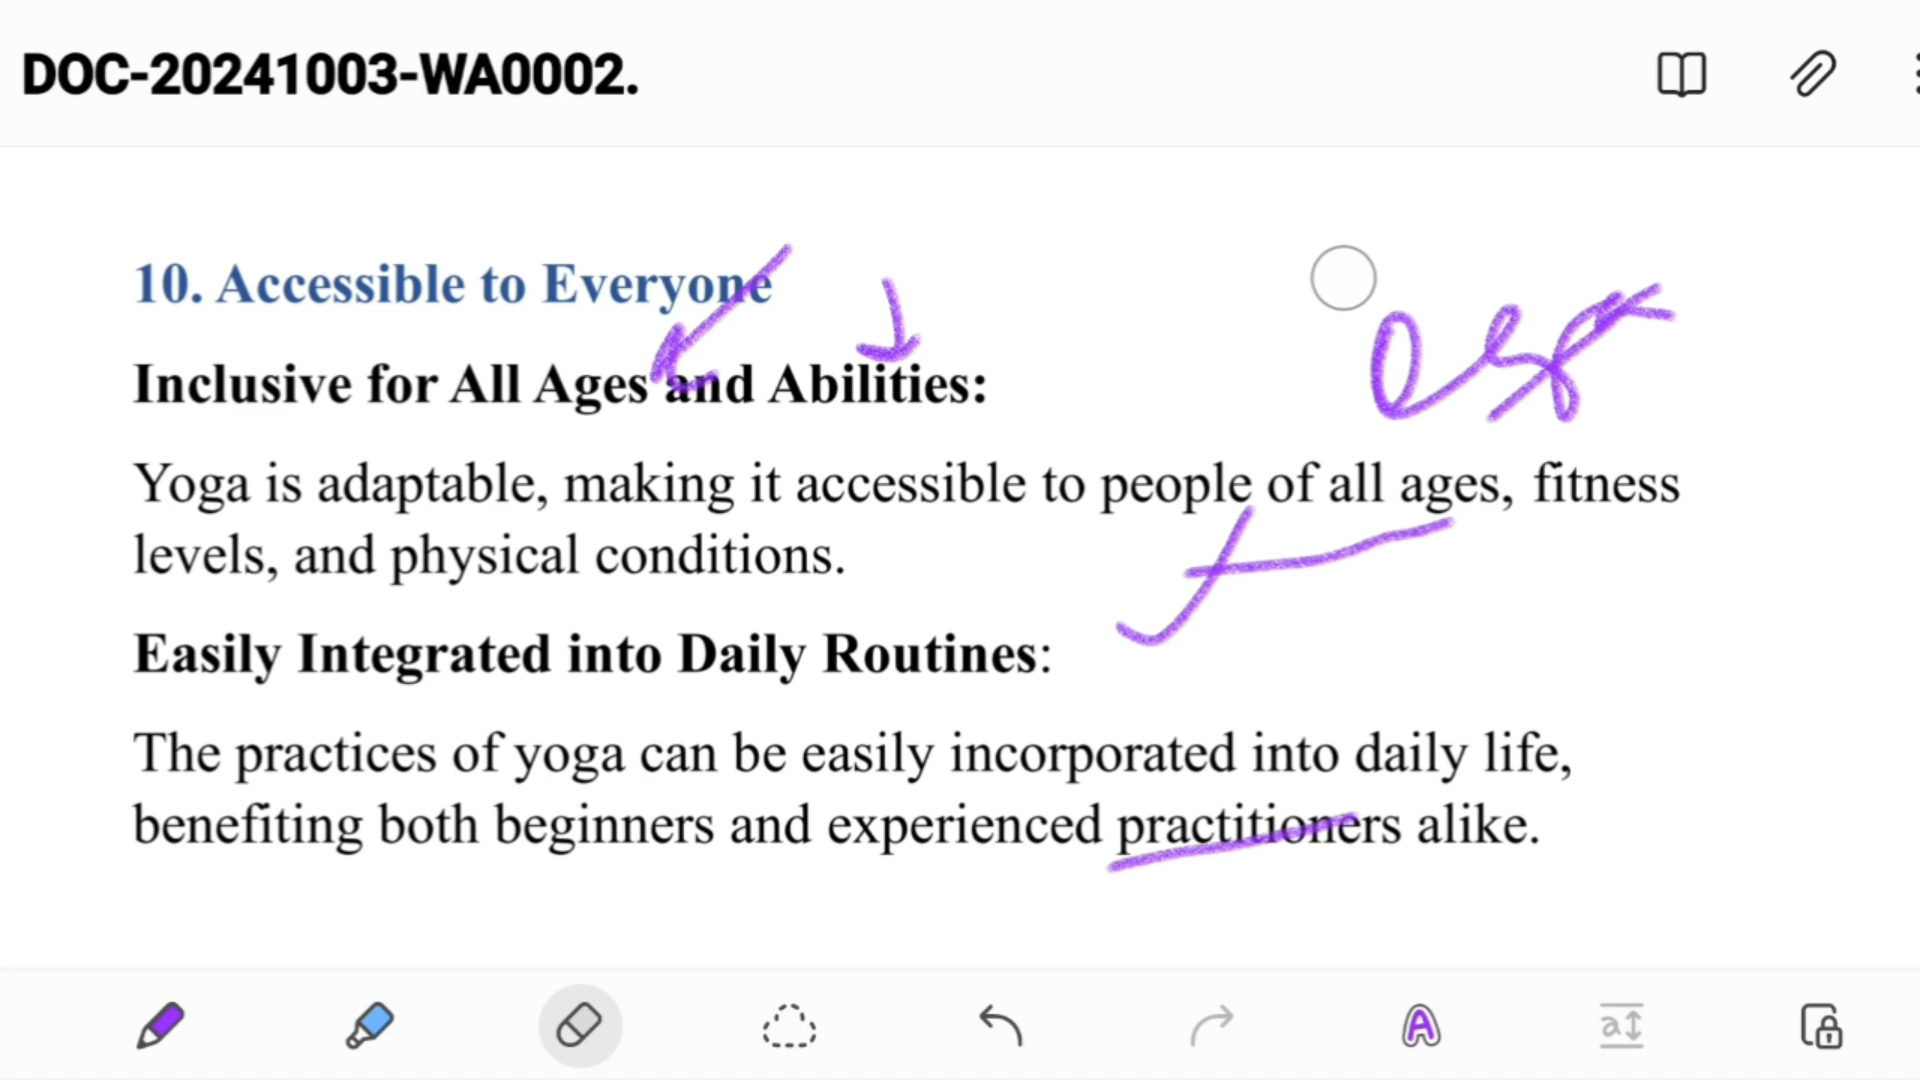 DOC-20241003-WA0002.
10. Accessible to Everyone
Inclusive for All Ages and Abilities:
Yoga is adaptable, making it accessible to people of all ages, fitness
levels, and physical conditions.
Easily Integrated into Daily Routines:
The practices of yoga can be easily incorporated into daily life,
benefiting both beginners and experienced practitioners alike.